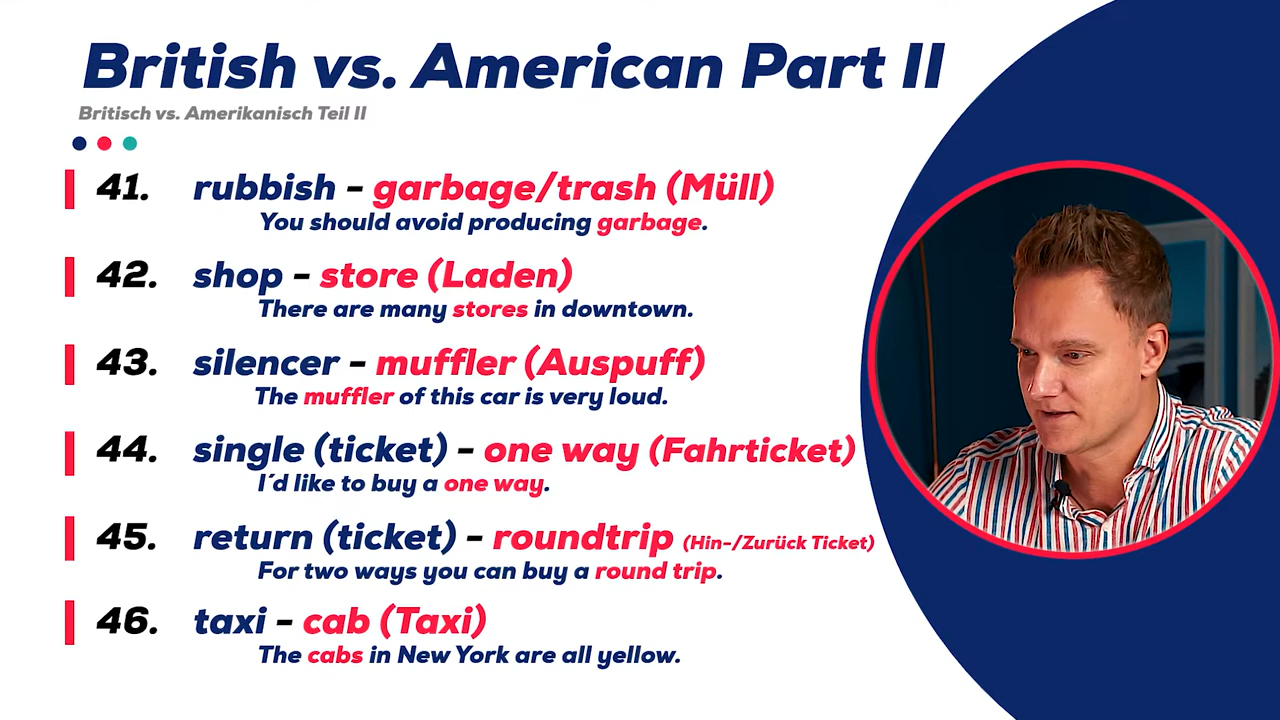 British vs. American Part II
Britisch vs. Amerikanisch Teil II
41. rubbish - garbage/trash (Müll)
You should avoid producing garbage.
42. shop - store (Laden)
There are many stores in downtown.
43. silencer - muffler (Auspuff)
The muffler of this car is very loud.
44. single (ticket) - one way (Fahrticket)
I´d like to buy a one way.
45. return (ticket) - roundtrip (Hin-/Zurück Ticket)
For two ways you can buy a round trip.
46. taxi - cab (Taxi)
The cabs in New York are all yellow.